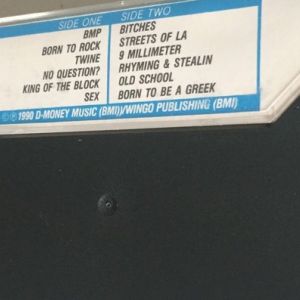 SIDE ONE
BMP
BORN TO ROCK
TWINE
NO QUESTION?
KING OF THE BLOCK
SEX
SIDE TWO
BITCHES
STREETS OF LA
9 MILLIMETER
RHYMING & STEALIN
OLD SCHOOL
BORN TO BE A GREEK
©℗ 1990 D-MONEY MUSIC (BMI)/WINGO PUBLISHING (BMI)